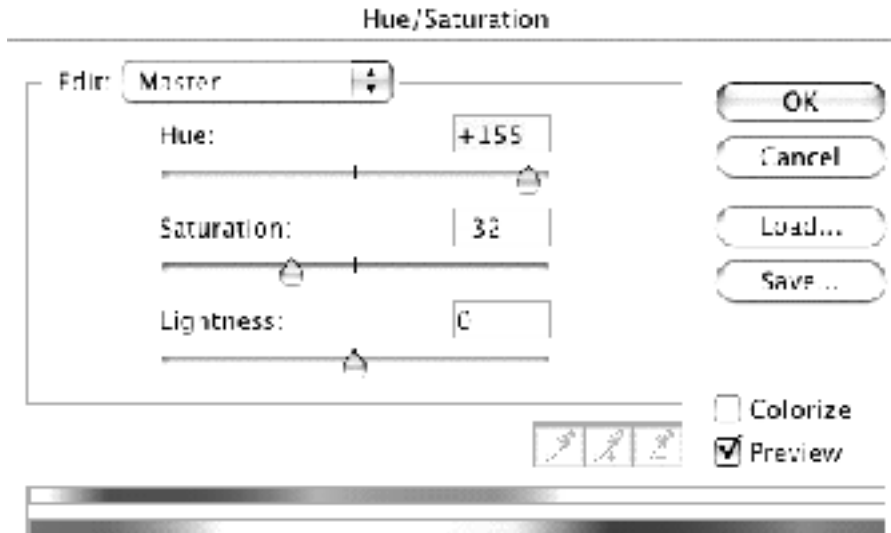 Hue/Saturation
Edit: Master
Hue: +155
Saturation: 32
Lightness: 0
OK
Cancel
Load...
Save...
Colorize
Preview